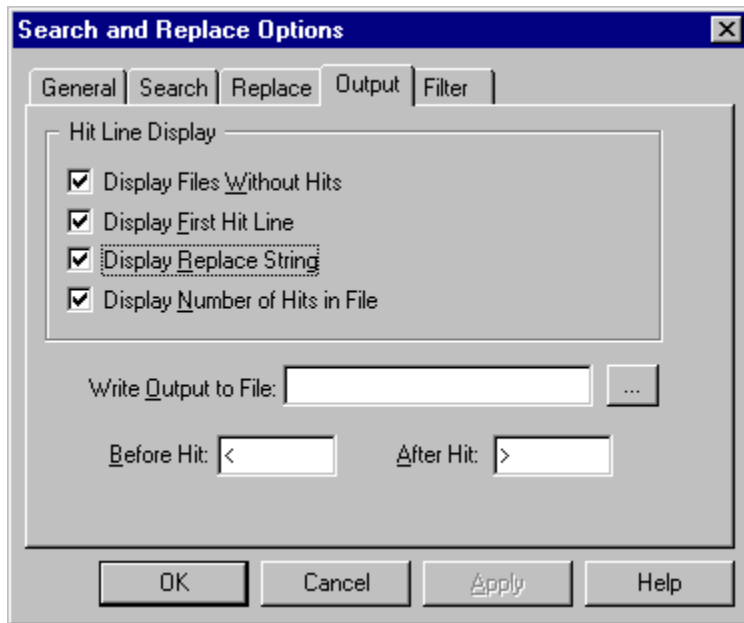 Search and Replace Options
General Search Replace Output Filter
Hit Line Display
Display Files Without Hits
Display First Hit Line
Display Replace String
Display Number of Hits in File
Write Output to File: ...
Before Hit: < After Hit: >
OK Cancel Apply Help